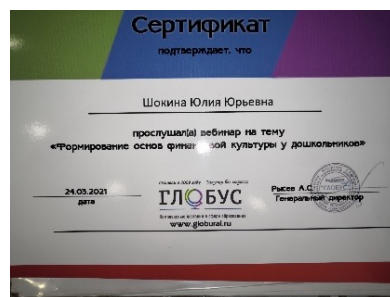 Сертификат
подтверждает, что
Шокина Юлия Юрьевна
прослушал(а) вебинар на тему
«Формирование основ финансовой культуры у дошкольников»
24.03.2021
дата
ГЛОБУС
www.globural.ru
Рысев А.С.
Генеральный директор